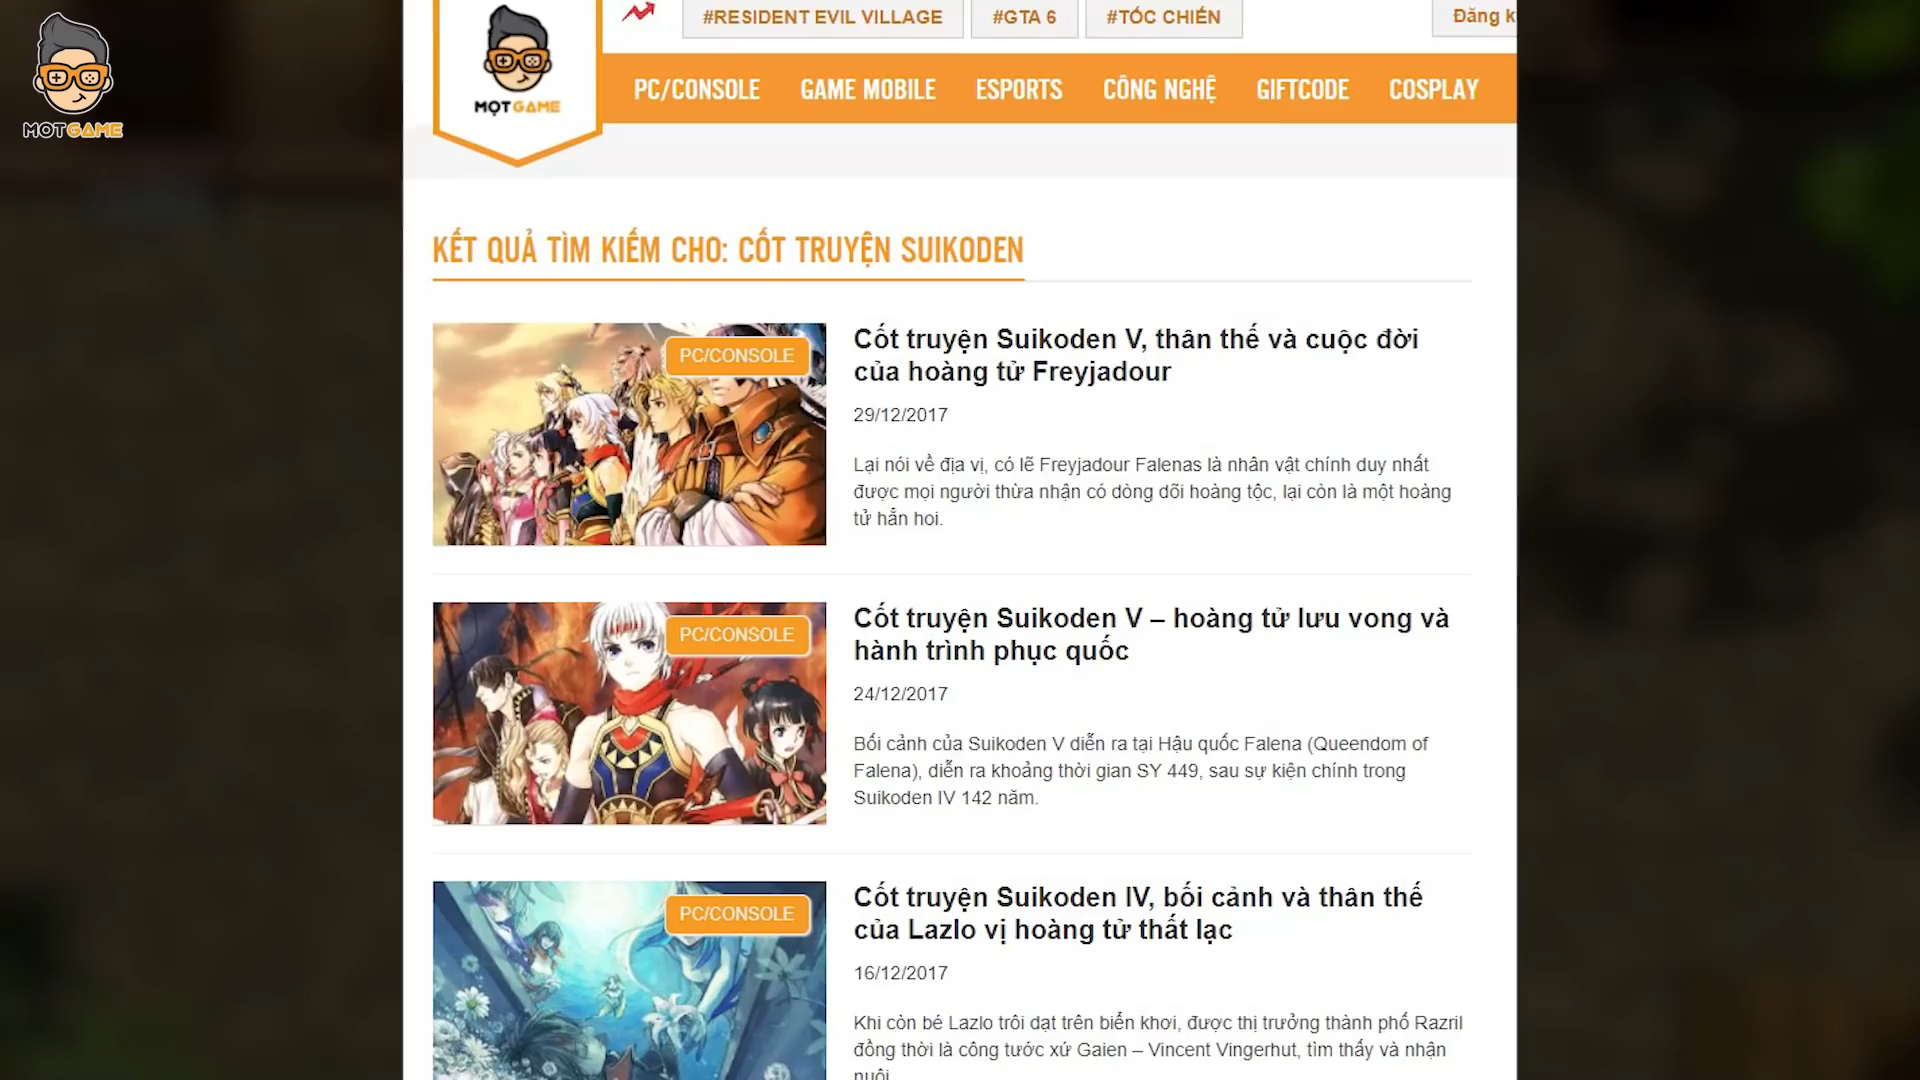 #RESIDENT EVIL VILLAGE
#GTA 6
#TỐC CHIẾN
Đăng k
MỌTGAME
MỌTGAME
PC/CONSOLE
GAME MOBILE
ESPORTS
CÔNG NGHỆ
GIFTCODE
COSPLAY
KẾT QUẢ TÌM KIẾM CHO: CỐT TRUYỆN SUIKODEN
PC/CONSOLE
Cốt truyện Suikoden V, thân thế và cuộc đời
của hoàng tử Freyjadour
29/12/2017
Lại nói về địa vị, có lẽ Freyjadour Falenas là nhân vật chính duy nhất
được mọi người thừa nhận có dòng dõi hoàng tộc, lại còn là một hoàng
tử hẳn hoi.
PC/CONSOLE
Cốt truyện Suikoden V – hoàng tử lưu vong và
hành trình phục quốc
24/12/2017
Bối cảnh của Suikoden V diễn ra tại Hậu quốc Falena (Queendom of
Falena), diễn ra khoảng thời gian SY 449, sau sự kiện chính trong
Suikoden IV 142 năm.
PC/CONSOLE
Cốt truyện Suikoden IV, bối cảnh và thân thế
của Lazlo vị hoàng tử thất lạc
16/12/2017
Khi còn bé Lazlo trôi dạt trên biển khơi, được thị trưởng thành phố Razril
đồng thời là công tước xứ Gaien – Vincent Vingerhut, tìm thấy và nhận
nuôi